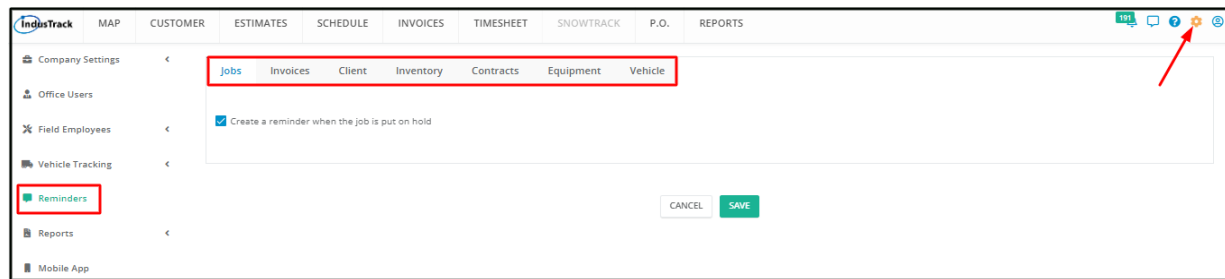 IndusTrack MAP CUSTOMER ESTIMATES SCHEDULE INVOICES TIMESHEET SNOWTRACK P.O. REPORTS 191
Company Settings
Jobs Invoices Client Inventory Contracts Equipment Vehicle
Office Users
Create a reminder when the job is put on hold
Field Employees
Vehicle Tracking
Reminders
CANCEL SAVE
Reports
Mobile App